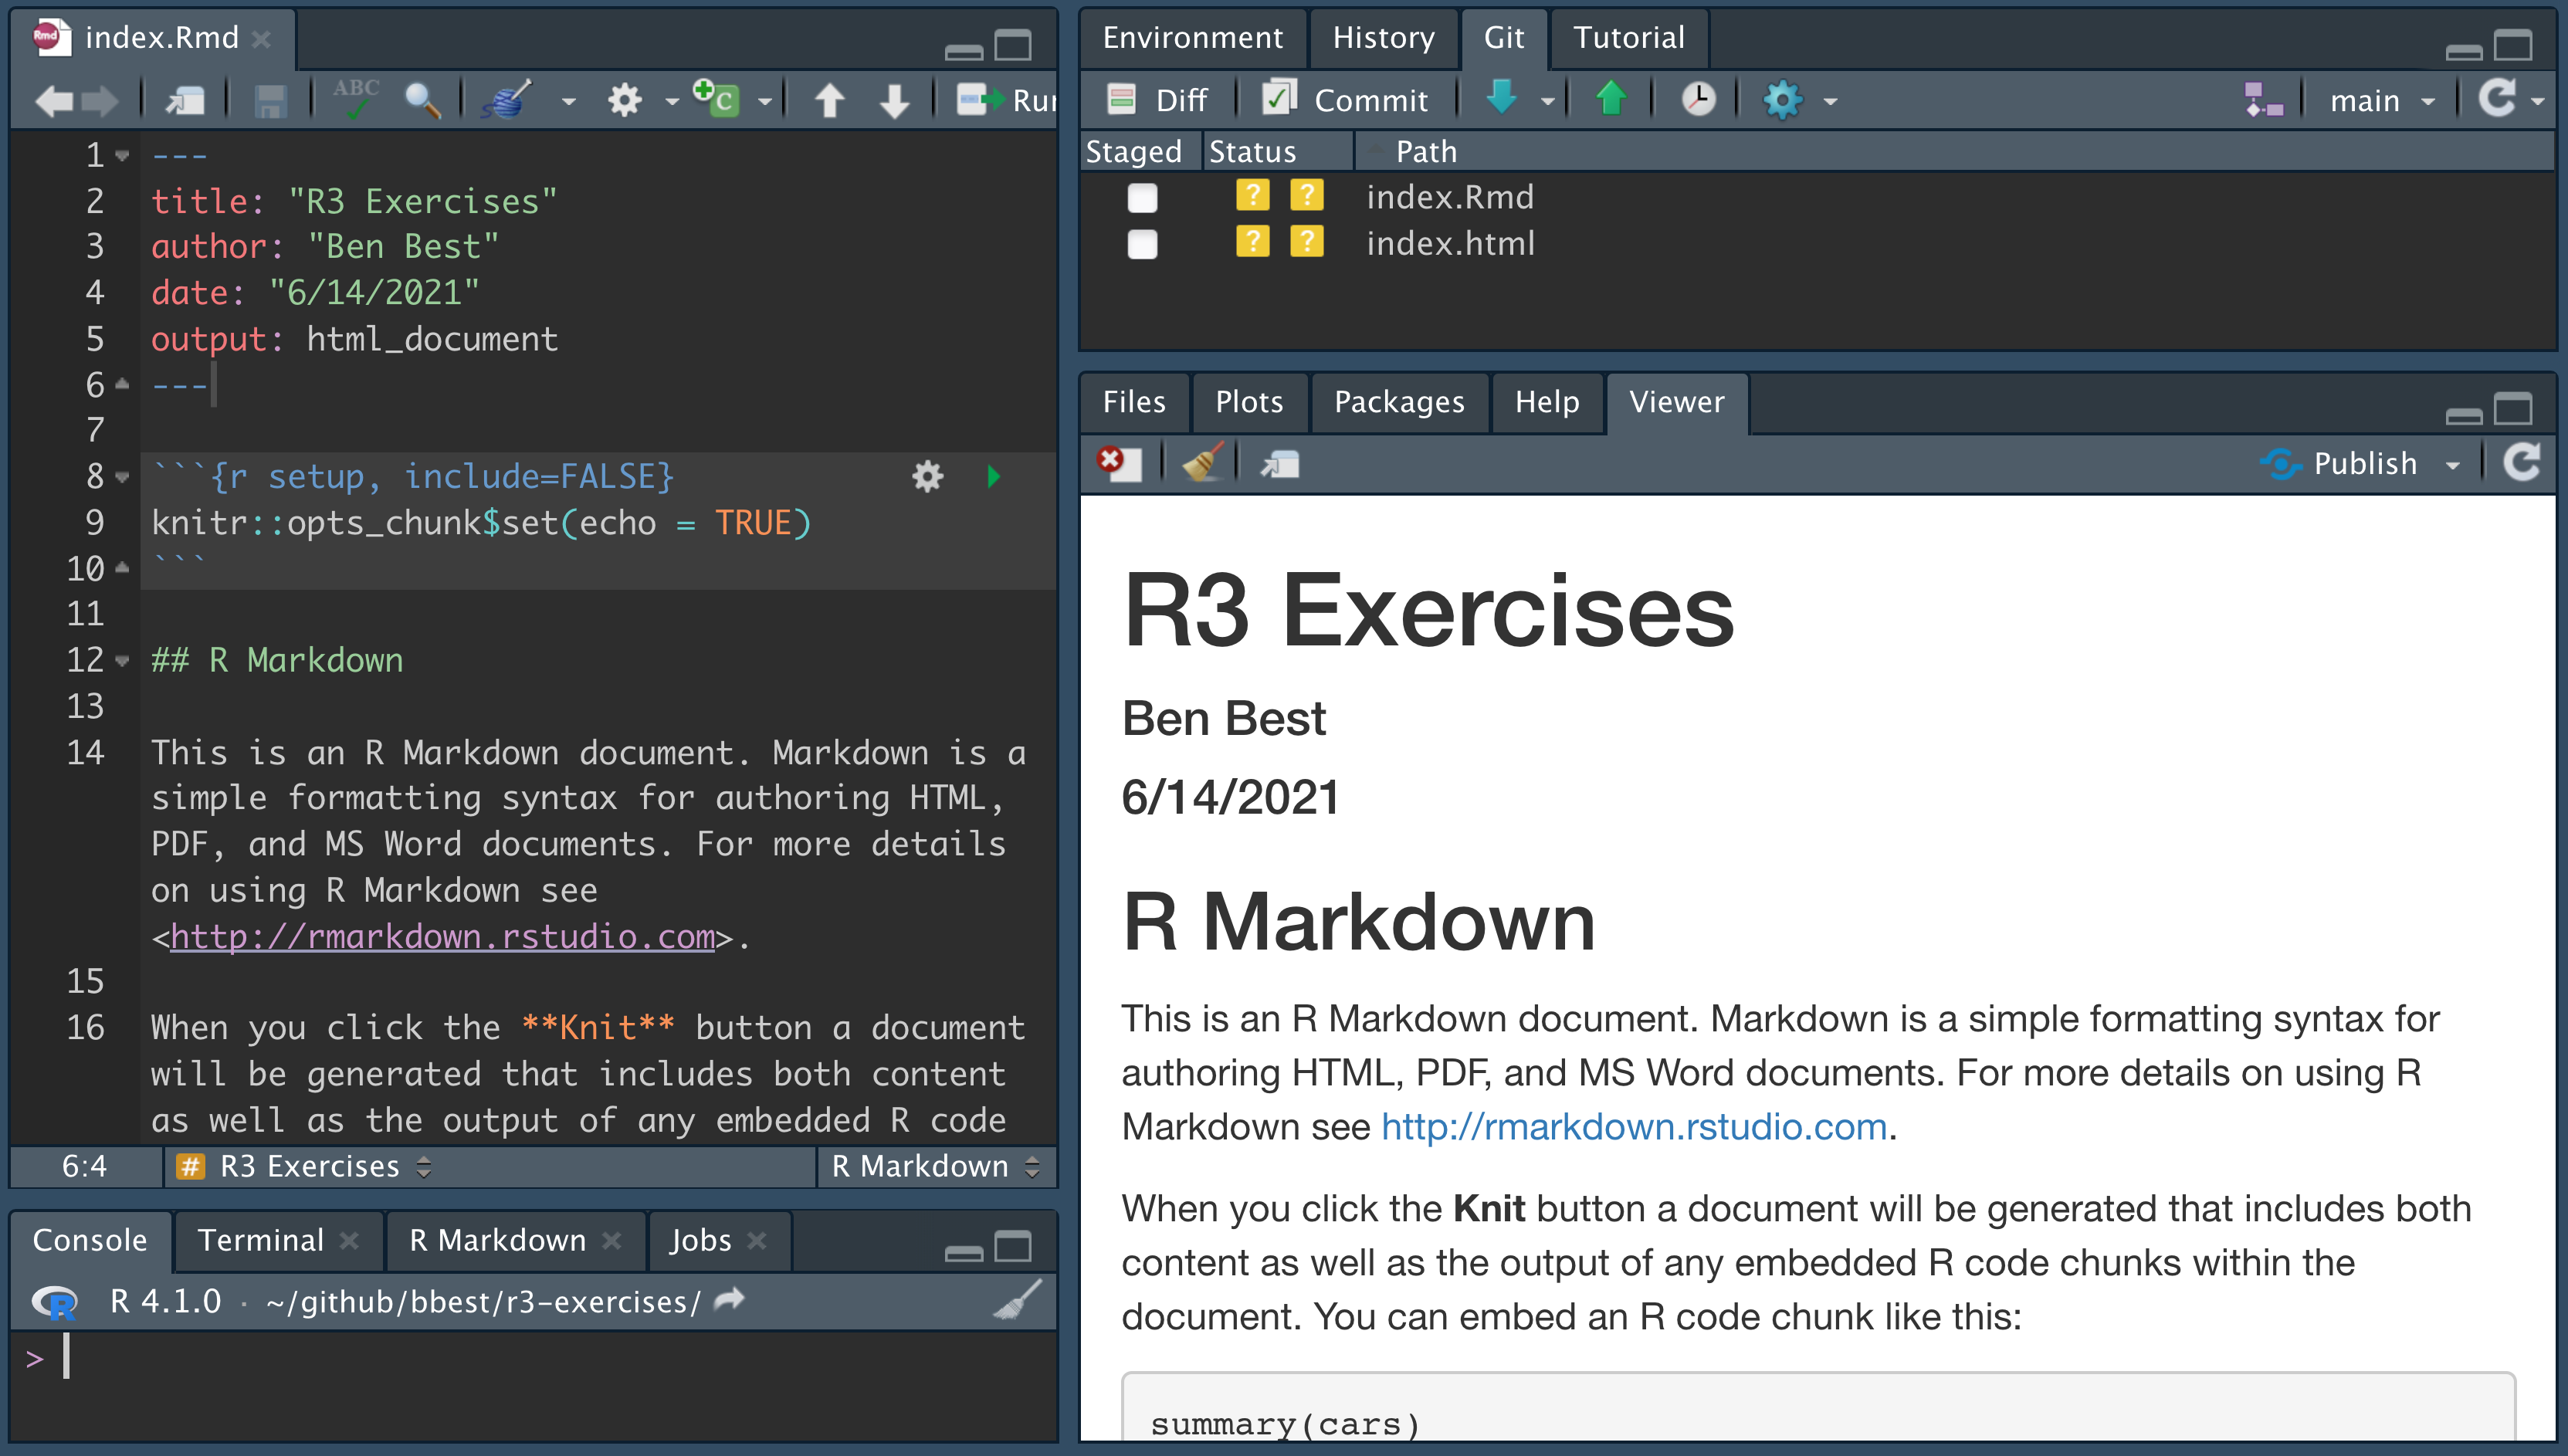 index.Rmd
ABC
Run
1 ---
2 title: "R3 Exercises"
3 author: "Ben Best"
4 date: "6/14/2021"
5 output: html_document
6 ---
7
8 ```{r setup, include=FALSE}
9 knitr::opts_chunk$set(echo = TRUE)
10 ```
11
12 ## R Markdown
13
14 This is an R Markdown document. Markdown is a
simple formatting syntax for authoring HTML,
PDF, and MS Word documents. For more details
on using R Markdown see
<http://rmarkdown.rstudio.com>.
15
16 When you click the **Knit** button a document
will be generated that includes both content
as well as the output of any embedded R code
6:4 # R3 Exercises R Markdown
Console Terminal R Markdown Jobs
R 4.1.0 · ~/github/bbest/r3-exercises/
>
Environment History Git Tutorial
Diff Commit main
Staged Status Path
? ? index.Rmd
? ? index.html
Files Plots Packages Help Viewer
Publish
R3 Exercises
Ben Best
6/14/2021
R Markdown
This is an R Markdown document. Markdown is a simple formatting syntax for
authoring HTML, PDF, and MS Word documents. For more details on using R
Markdown see http://rmarkdown.rstudio.com.
When you click the Knit button a document will be generated that includes both
content as well as the output of any embedded R code chunks within the
document. You can embed an R code chunk like this:
summary(cars)